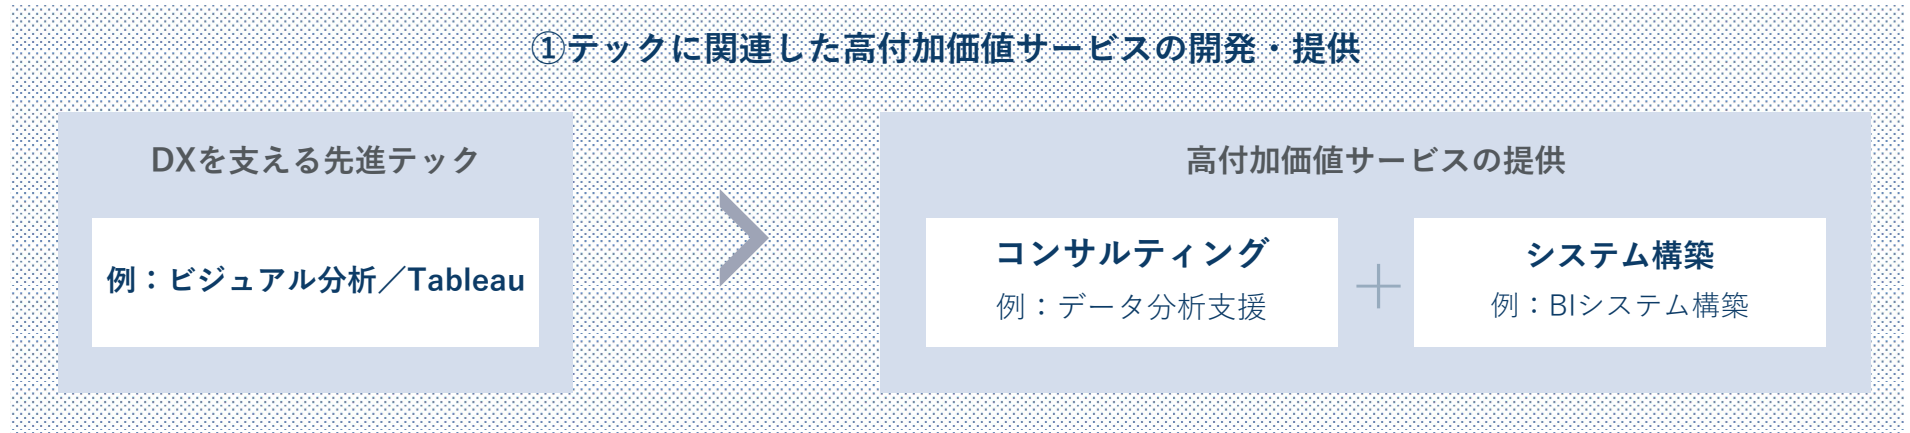 ①テックに関連した高付加価値サービスの開発・提供
DXを支える先進テック
例：ビジュアル分析／Tableau
高付加価値サービスの提供
コンサルティング
例：データ分析支援
＋
システム構築
例：BIシステム構築